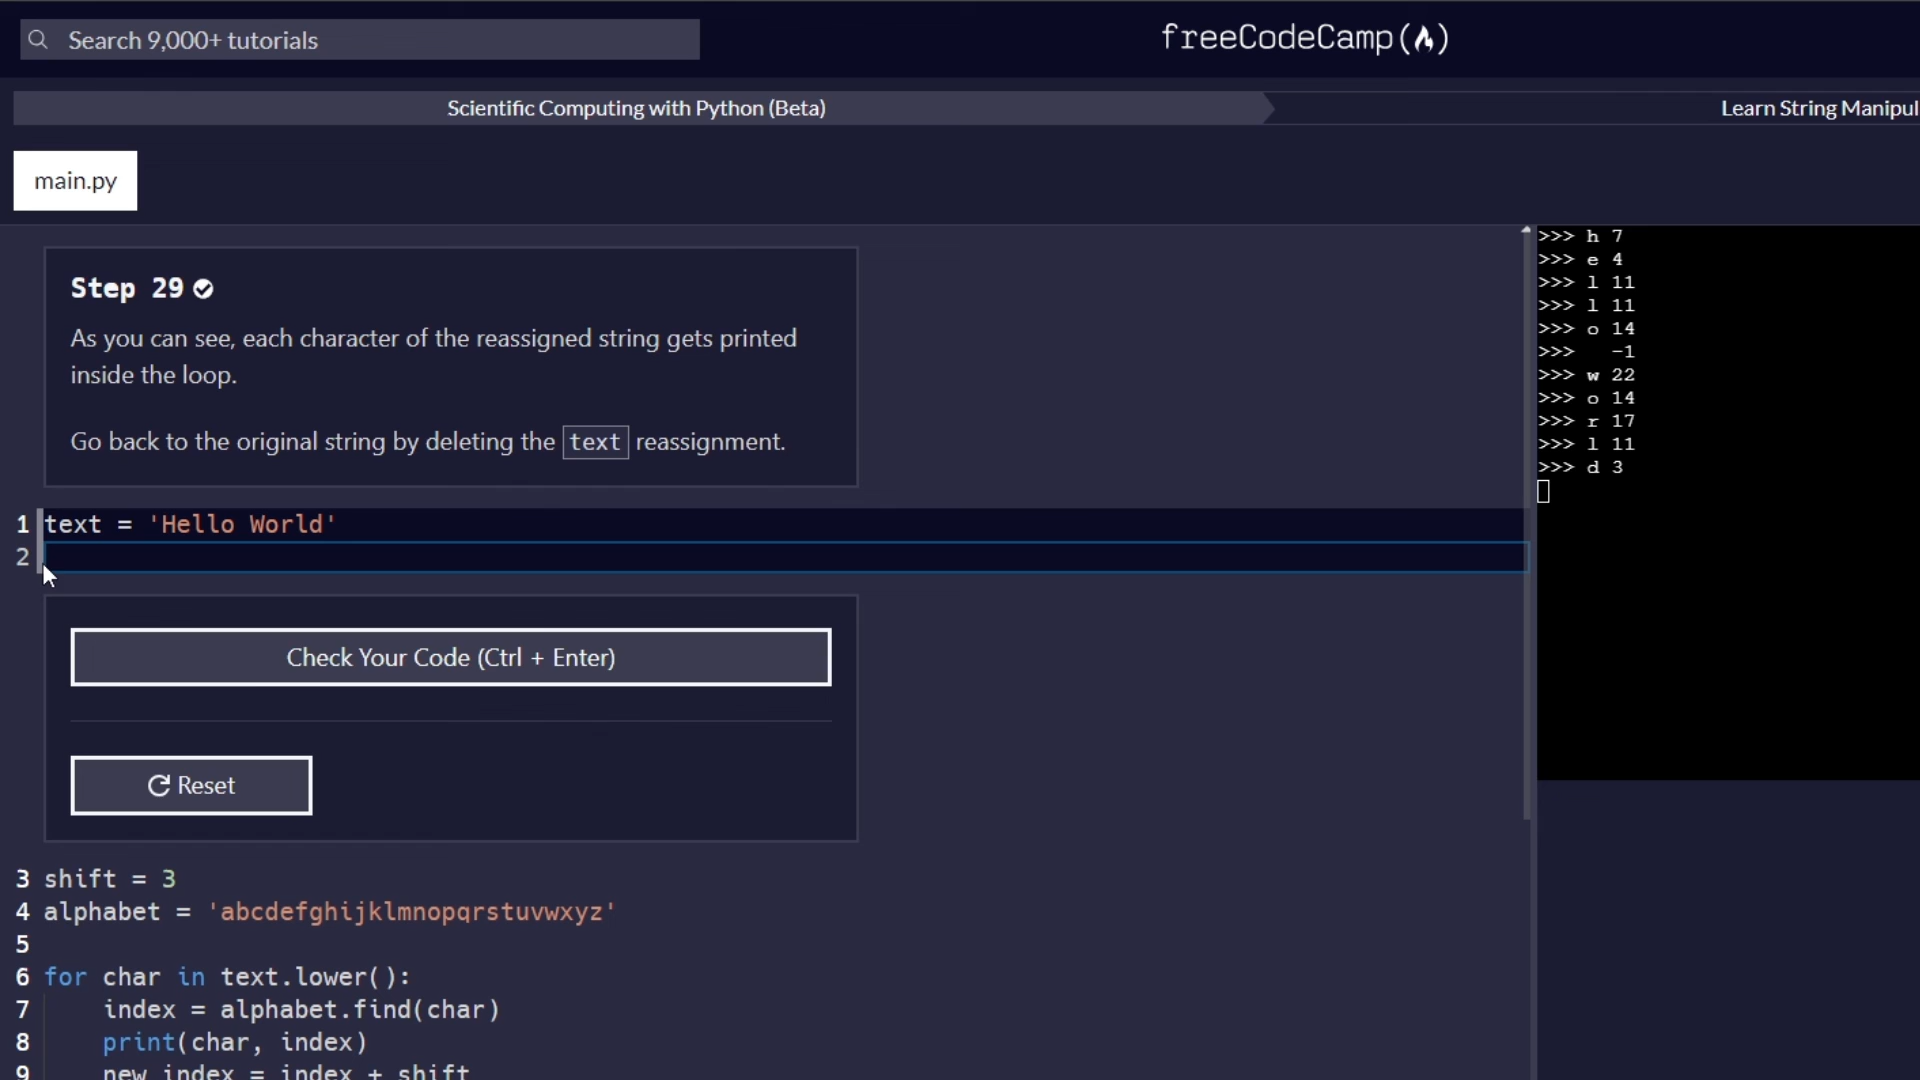 Search 9,000+ tutorials
freeCodeCamp
Scientific Computing with Python (Beta)
Learn String Manipul
main.py
Step 29
As you can see, each character of the reassigned string gets printed
inside the loop.
Go back to the original string by deleting the text reassignment.
1 text = 'Hello World'
2
Check Your Code (Ctrl + Enter)
Reset
3 shift = 3
4 alphabet = 'abcdefghijklmnopqrstuvwxyz'
5
6 for char in text.lower():
7     index = alphabet.find(char)
8     print(char, index)
9     new_index = index + shift
>>> h 7
>>> e 4
>>> l 11
>>> l 11
>>> o 14
>>>   -1
>>> w 22
>>> o 14
>>> r 17
>>> l 11
>>> d 3